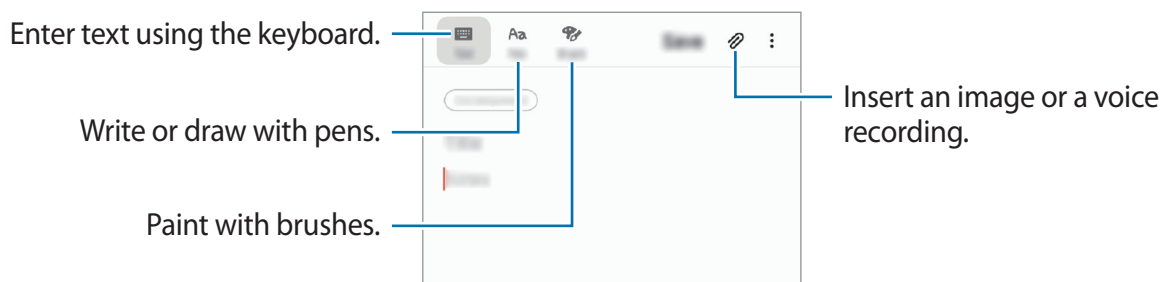 Enter text using the keyboard.
Aa
Write or draw with pens.
Paint with brushes.
Insert an image or a voice
recording.